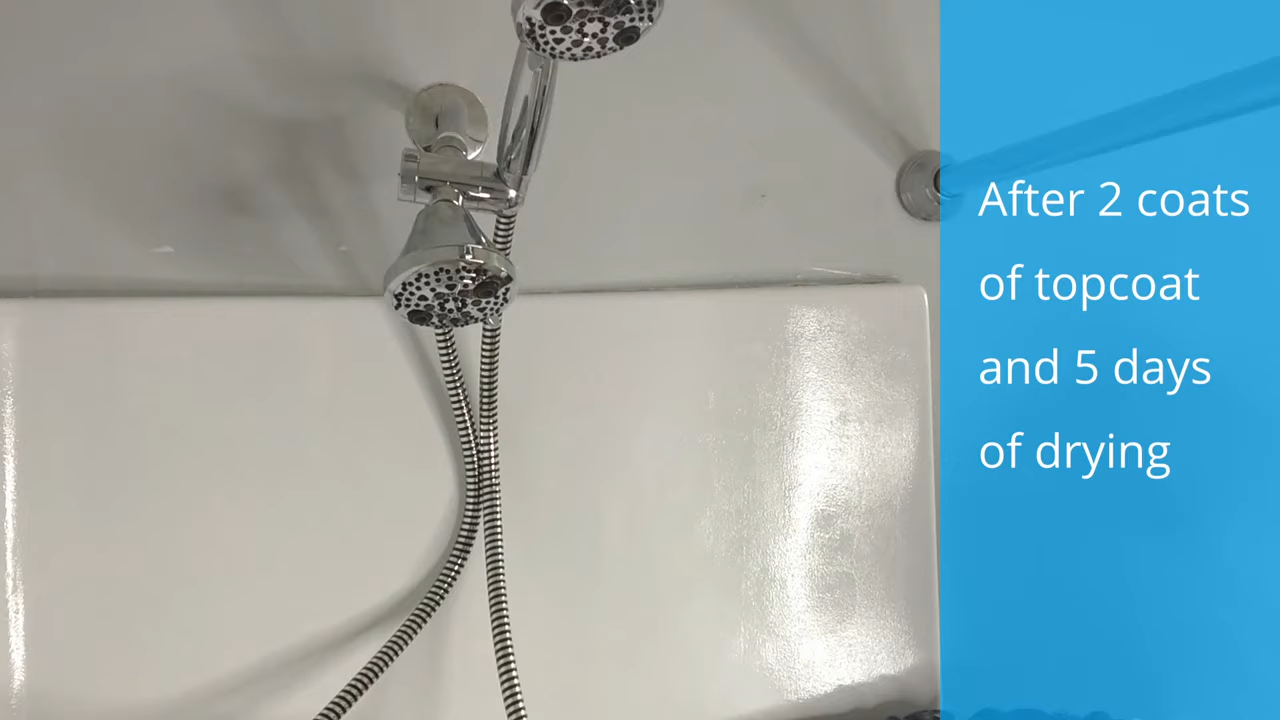 After 2 coats
of topcoat
and 5 days
of drying